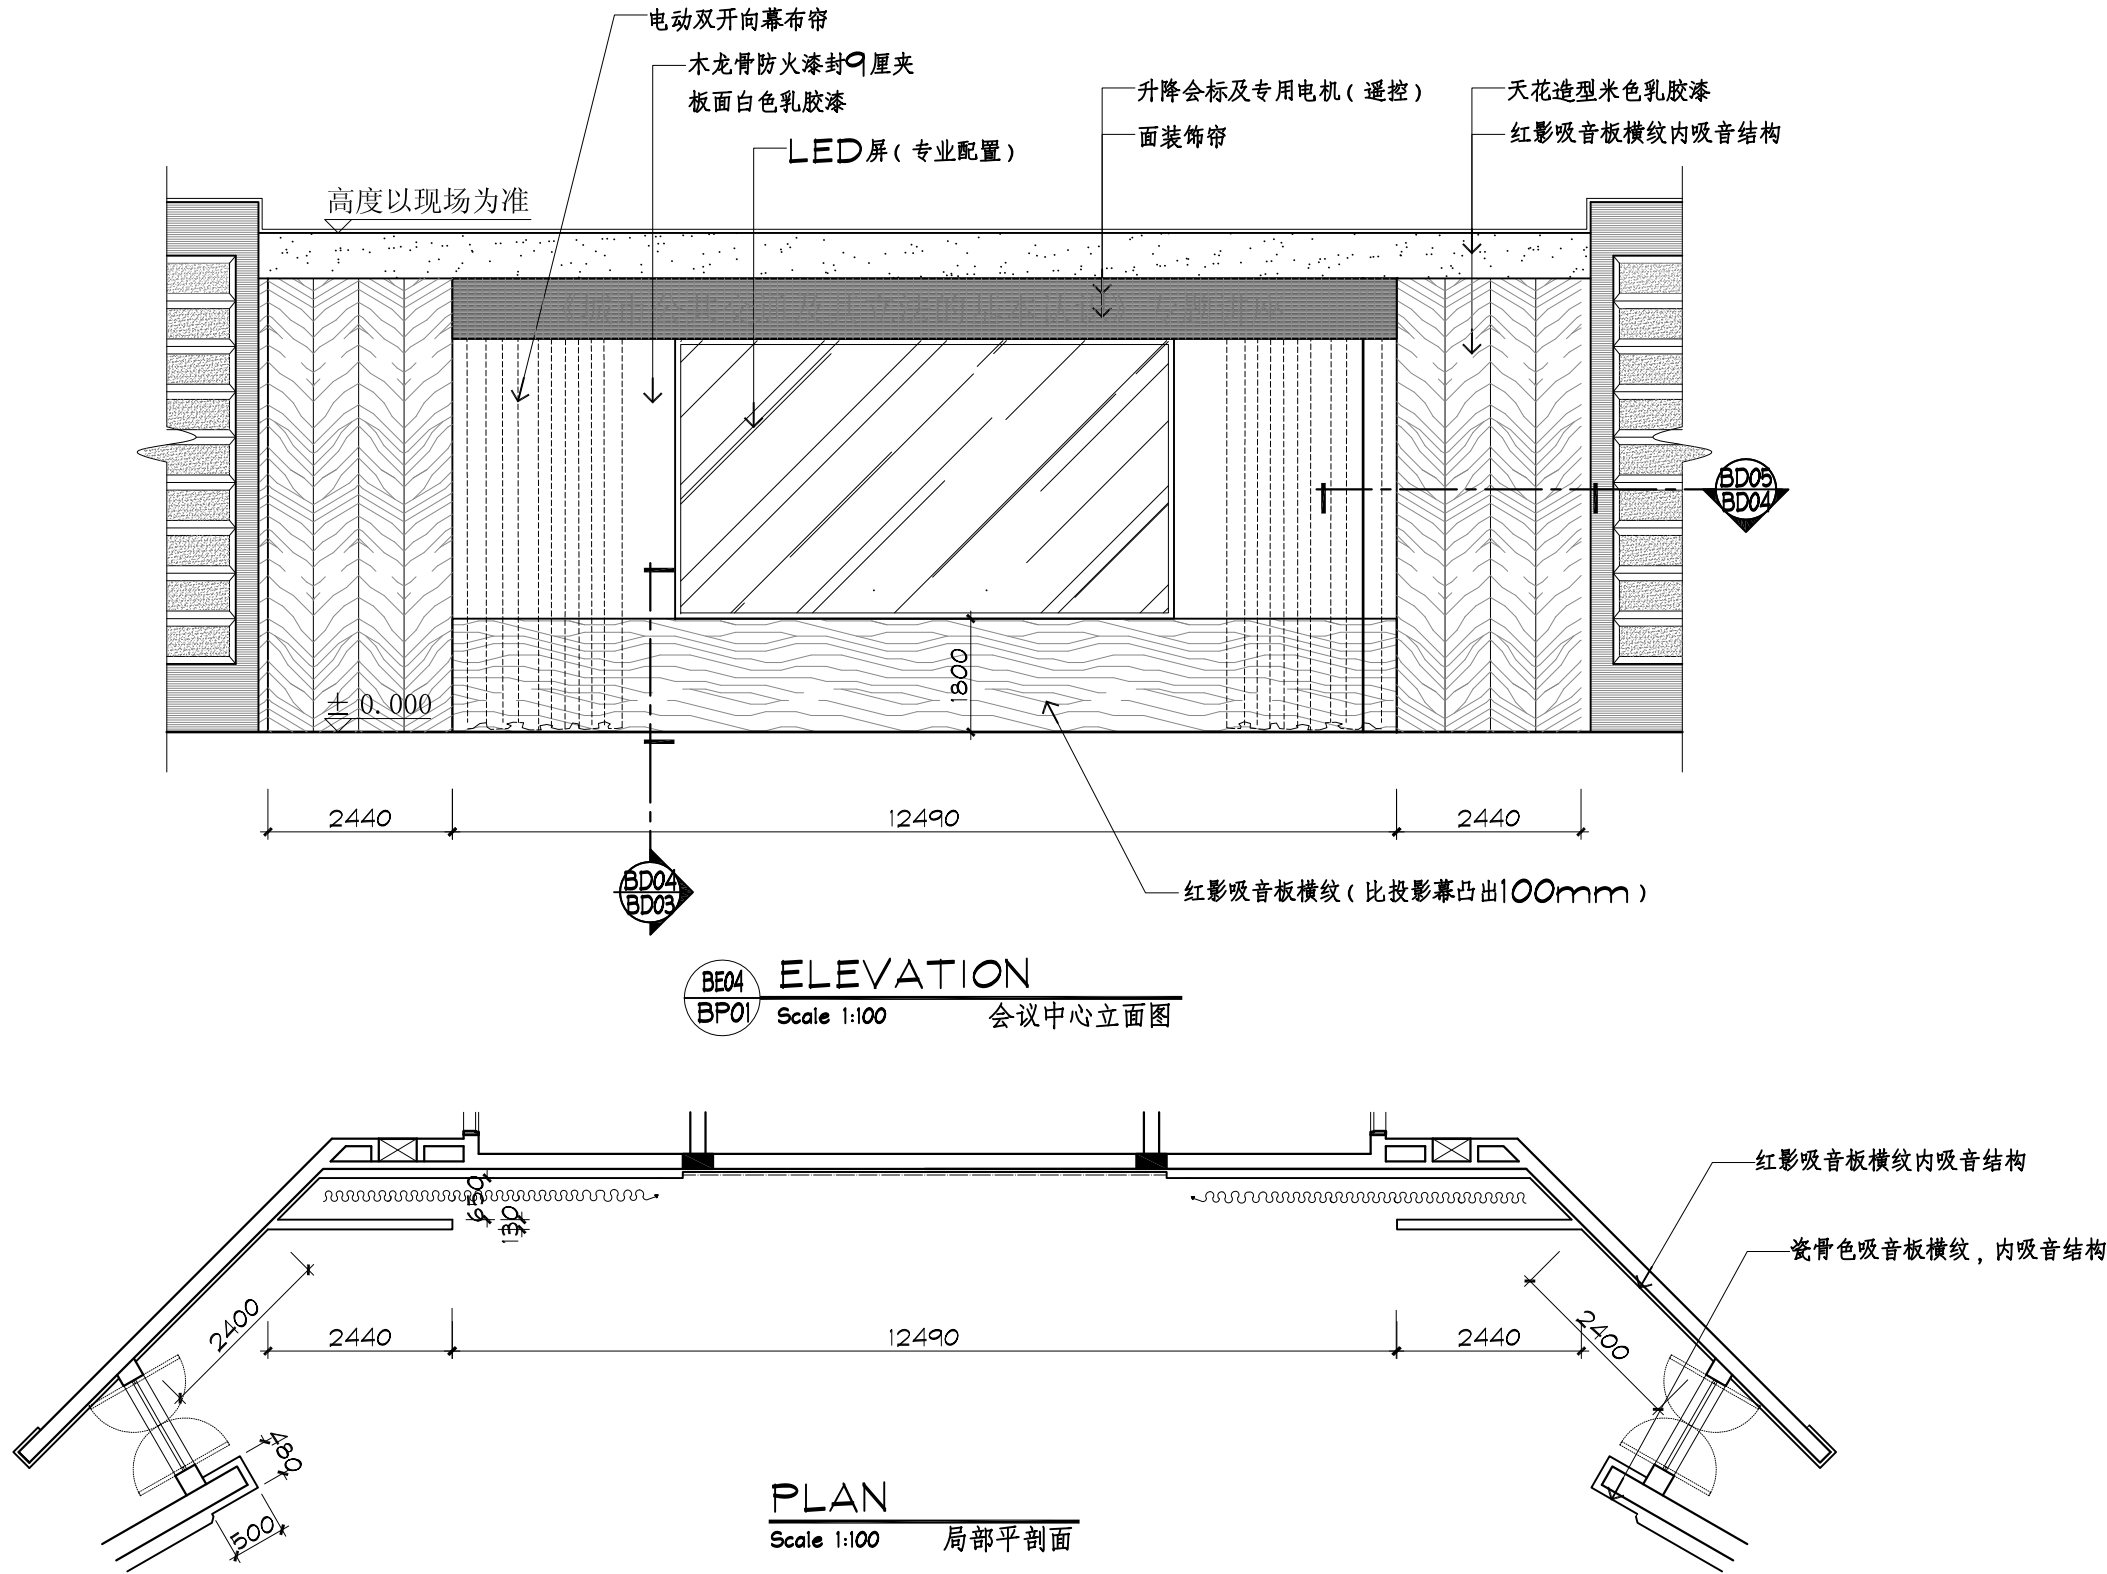 电动双开向幕布帘
木龙骨防火漆封9厘夹
板面白色乳胶漆
LED屏(专业配置)
升降会标及专用电机(遥控)
面装饰帘
天花造型米色乳胶漆
红影吸音板横纹内吸音结构
高度以现场为准
BD05
BD04
1800
± 0.000
2440
12490
2440
BD04
BD03
红影吸音板横纹(比投影幕凸出100mm)
BE04
BP01
ELEVATION
Scale 1:100
会议中心立面图
红影吸音板横纹内吸音结构
650
130
瓷骨色吸音板横纹,内吸音结构
2400
2440
12490
2440
2400
480
500
PLAN
Scale 1:100
局部平剖面